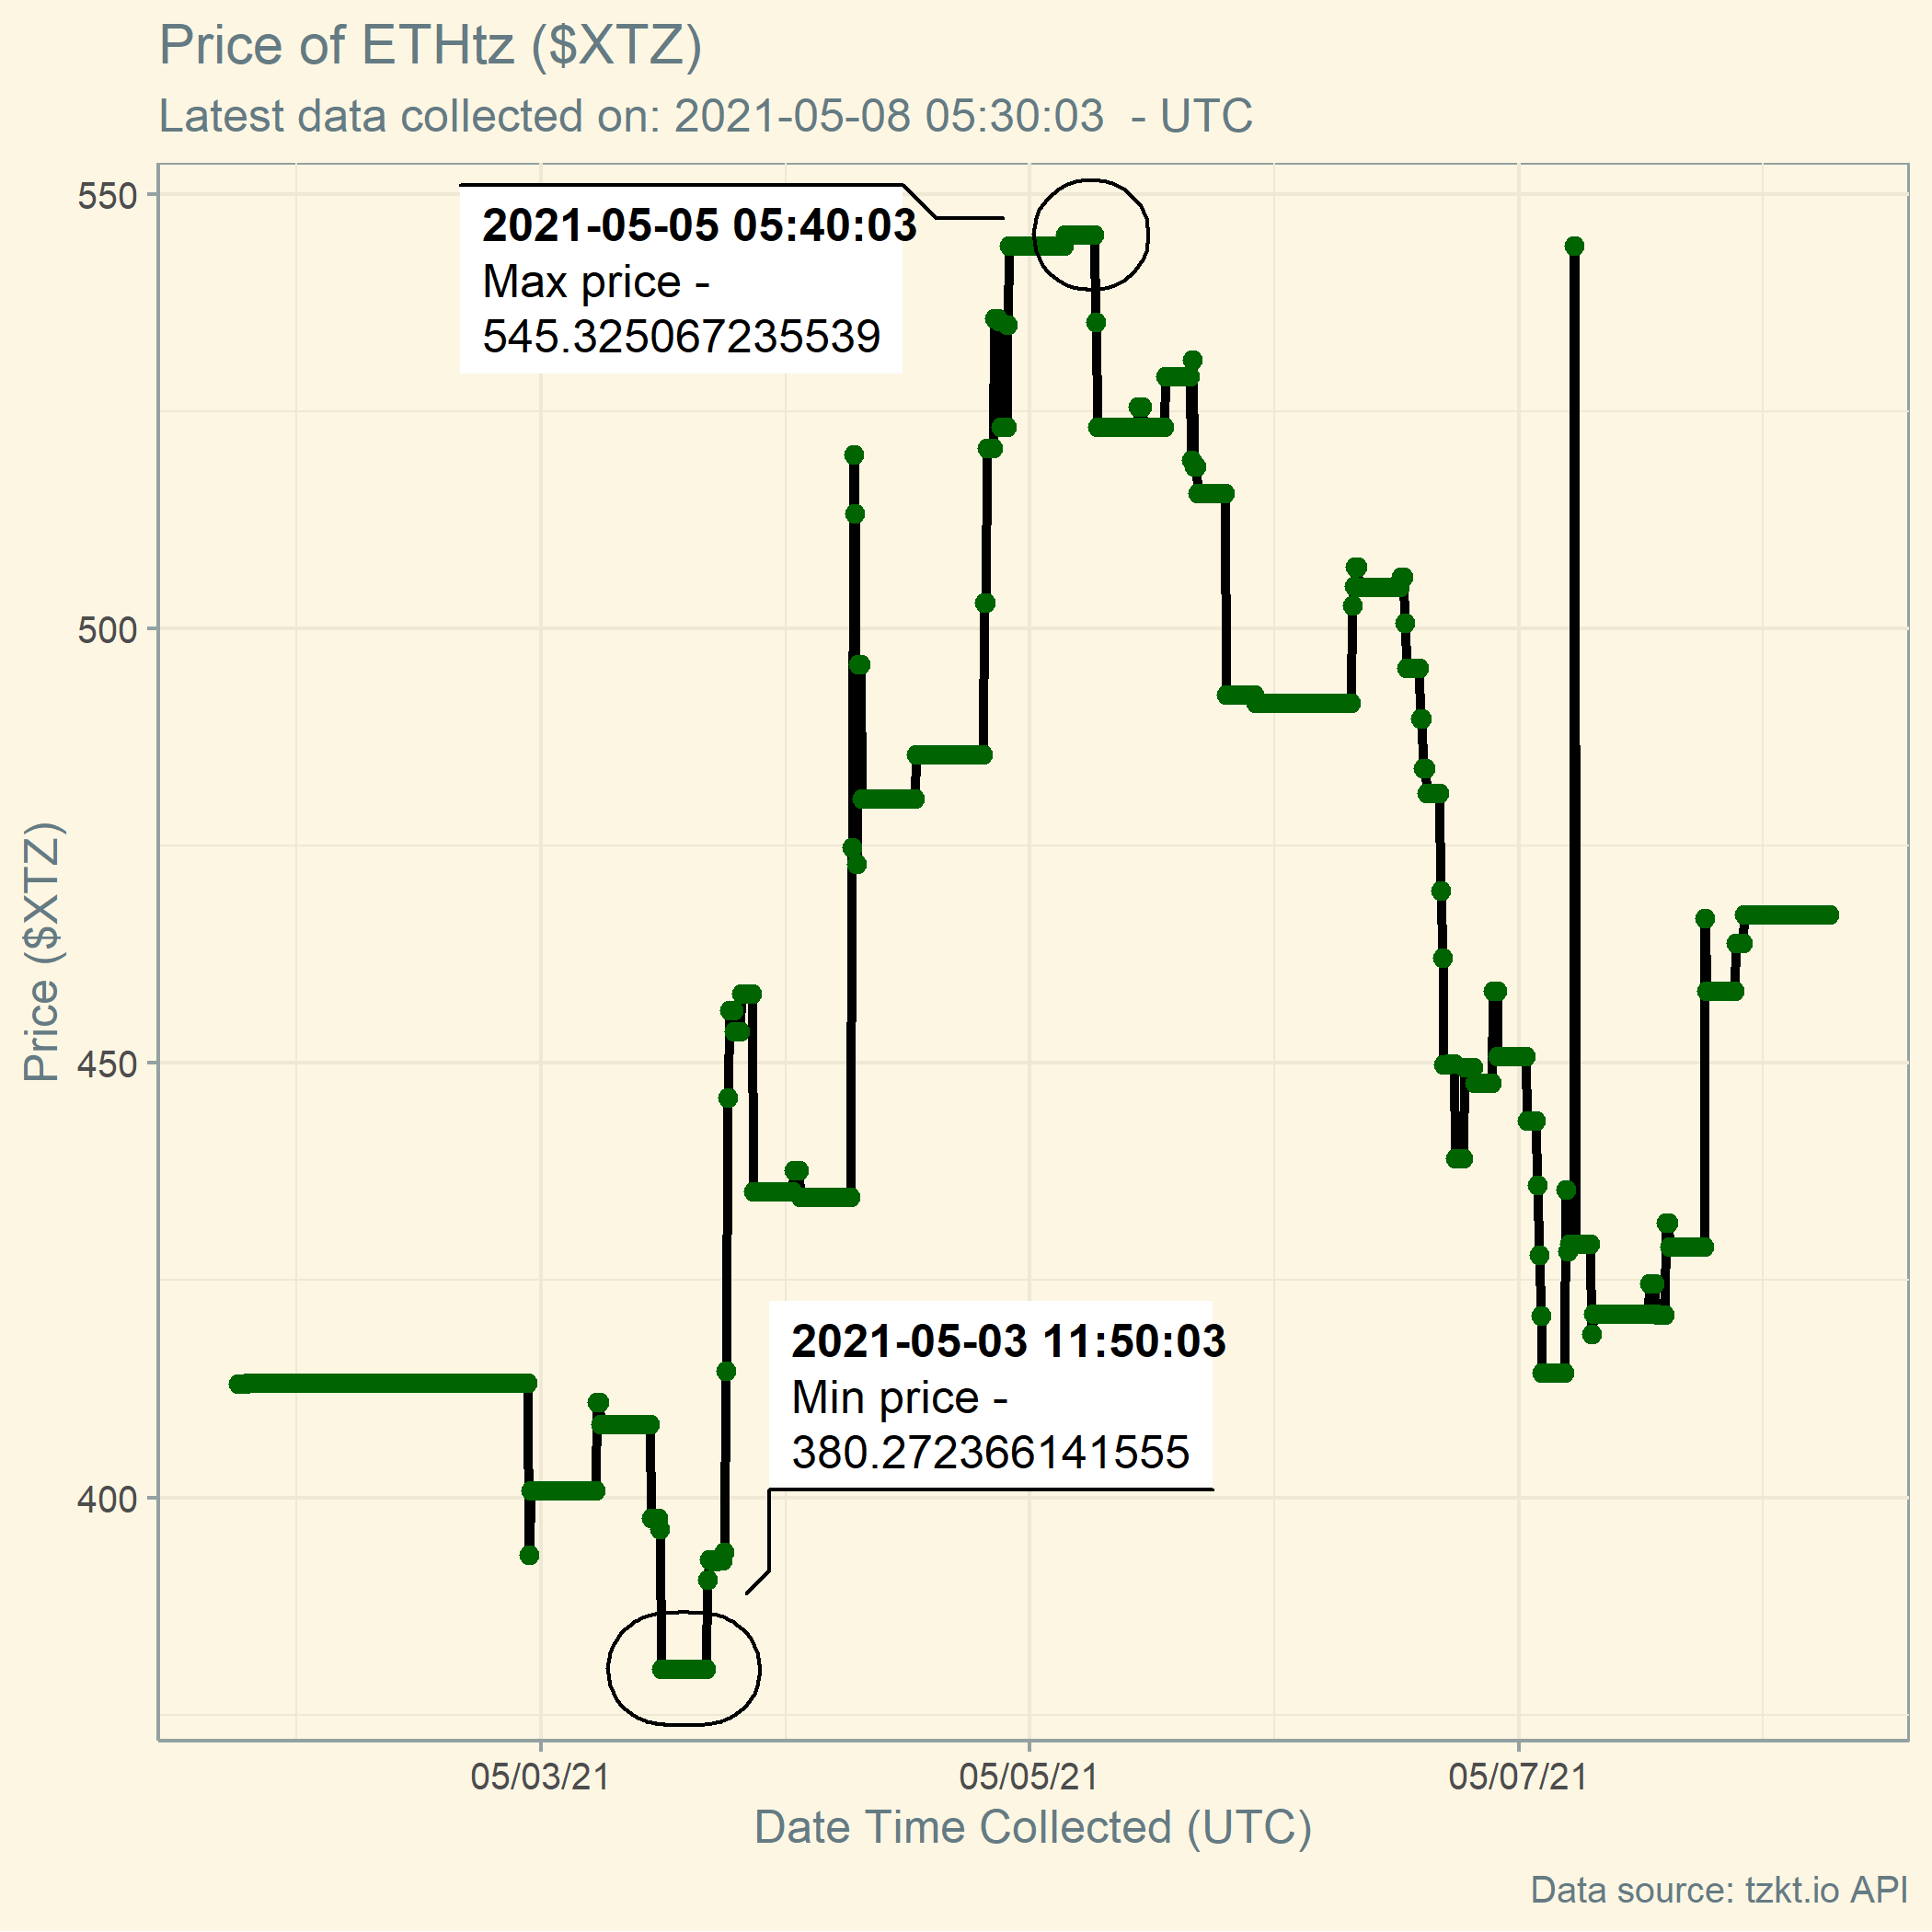 Price of ETHtz ($XTZ)
Latest data collected on: 2021-05-08 05:30:03  - UTC
550
500
450
400
Price ($XTZ)
2021-05-05 05:40:03
Max price -
545.325067235539
2021-05-03 11:50:03
Min price -
380.272366141555
05/03/21
05/05/21
05/07/21
Date Time Collected (UTC)
Data source: tzkt.io API